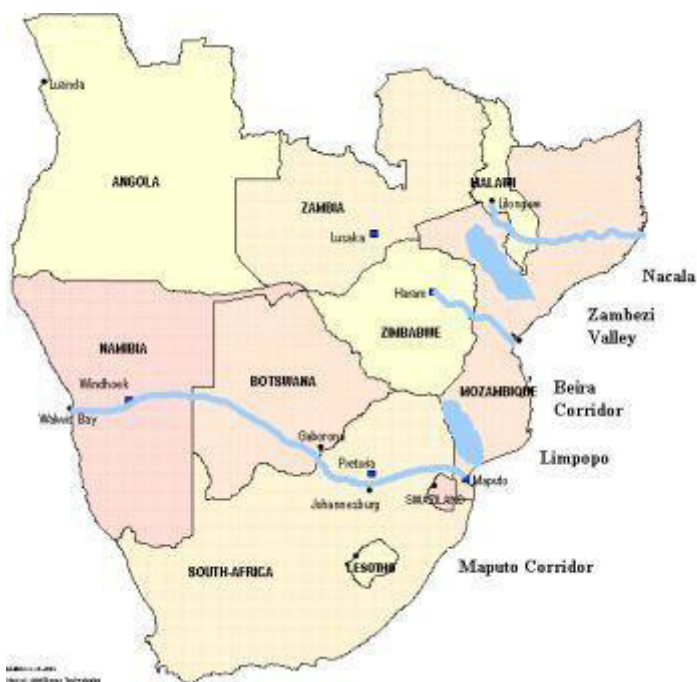 Luanda
ANGOLA
MALAWI
Lilongwe
ZAMBIA
Lusaka
Nacala
Harare
Zambezi
Valley
ZIMBABWE
NAMIBIA
Windhoek
BOTSWANA
MOZAMBIQUE
Beira
Corridor
Walvis Bay
Gaborone
Limpopo
Pretoria
Maputo
Johannesburg
SWAZILAND
SOUTH-AFRICA
LESOTHO
Maputo Corridor